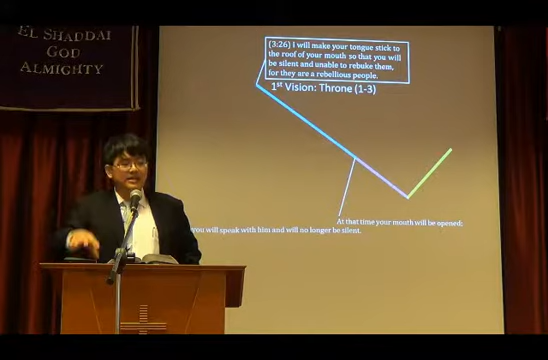 EL SHADDAI
GOD
ALMIGHTY
(3:26) I will make your tongue stick to
the roof of your mouth so that you will
be silent and unable to rebuke them,
for they are a rebellious people.
1st Vision: Throne (1-3)
At that time your mouth will be opened;
you will speak with him and will no longer be silent.